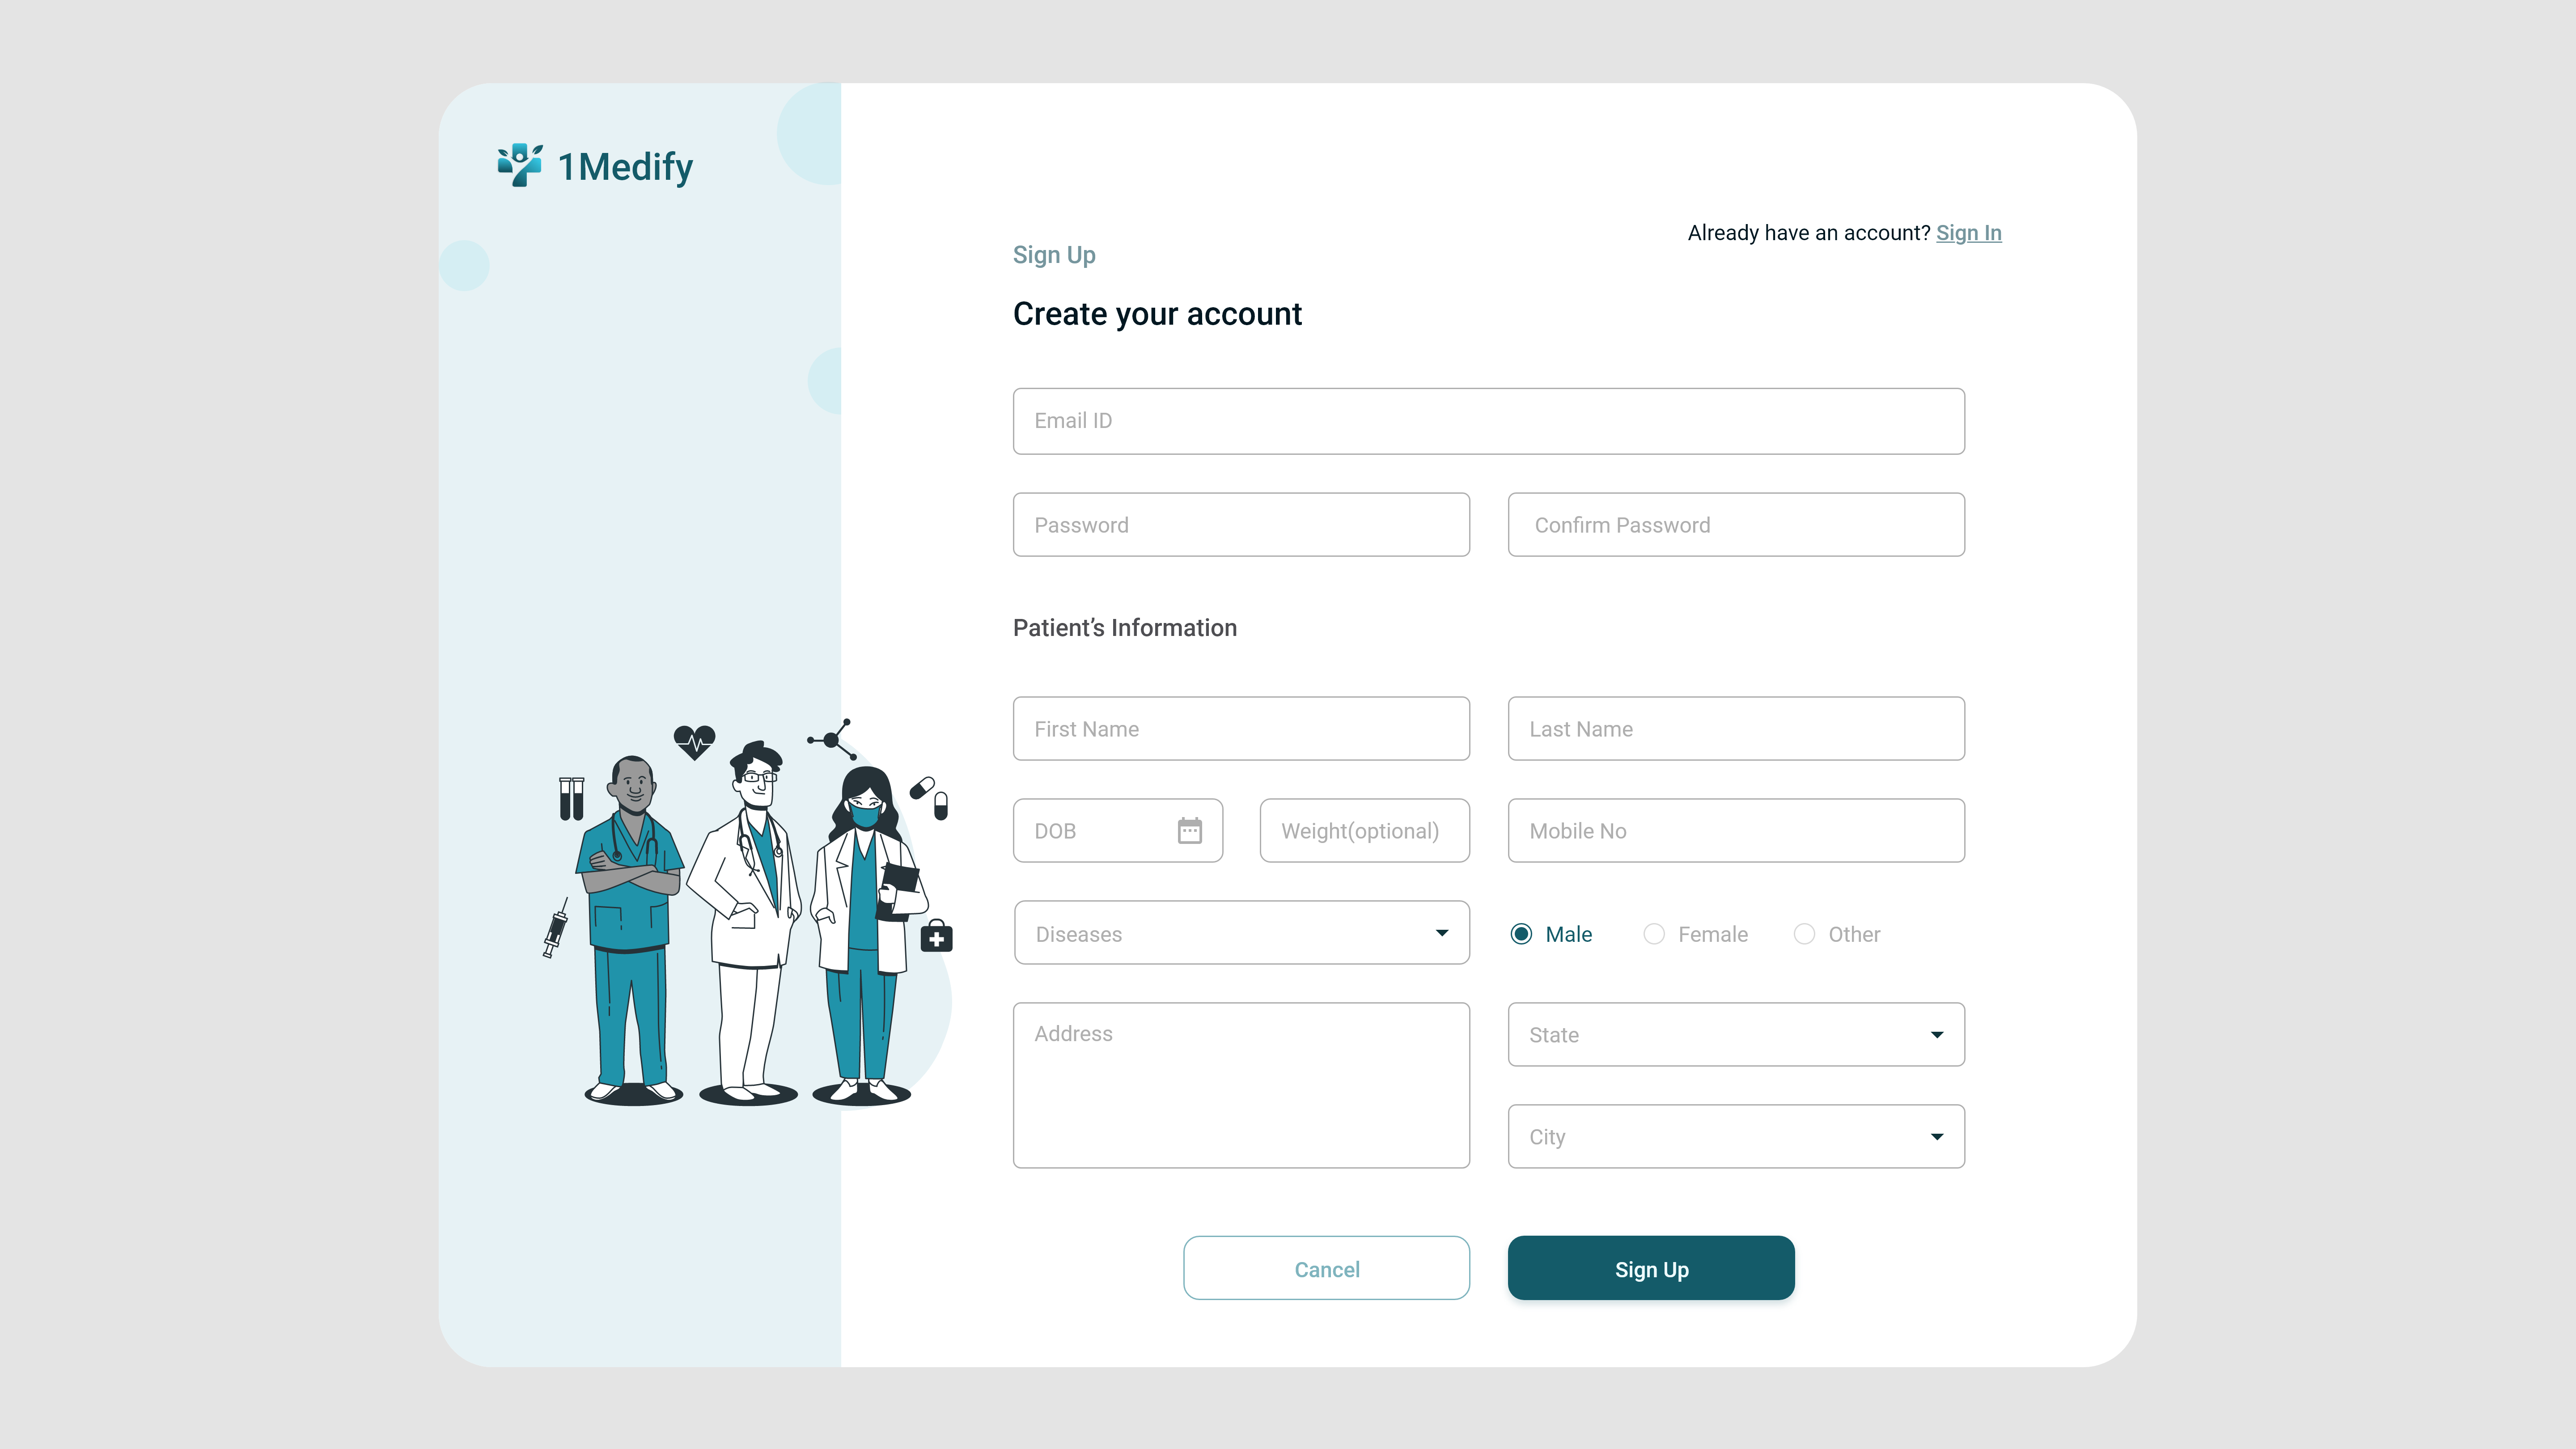 1Medify
Already have an account? Sign In
Sign Up
Create your account
Email ID
Password
Confirm Password
Patient’s Information
First Name
Last Name
DOB
Weight(optional)
Mobile No
Diseases
Male
Female
Other
Address
State
City
Cancel
Sign Up